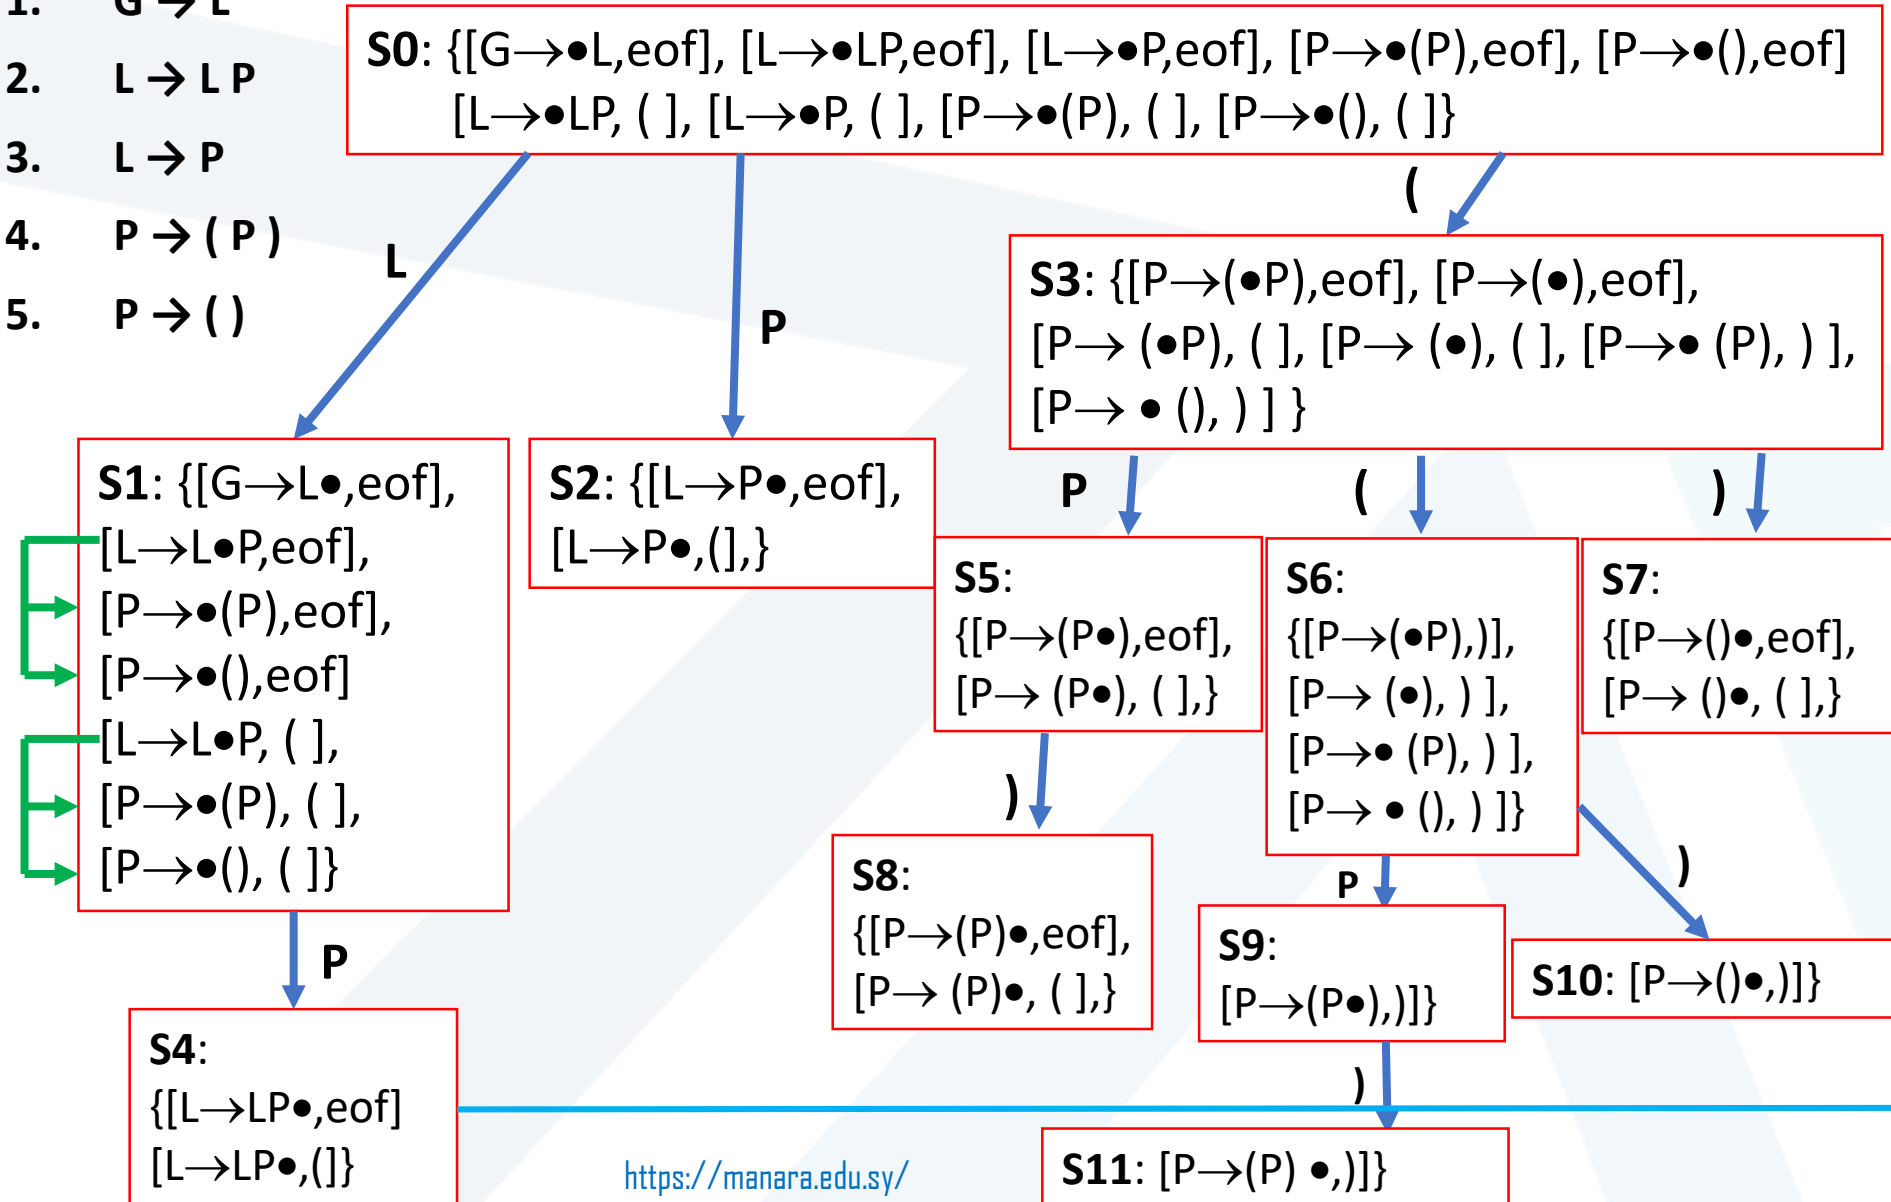 1. G → L
2. L → L P
3. L → P
4. P → ( P )
5. P → ( )
S0: {[G→•L,eof], [L→•LP,eof], [L→•P,eof], [P→•(P),eof], [P→•(),eof]
[L→•LP, ( ], [L→•P, ( ], [P→•(P), ( ], [P→•(), ( ]}
L
P
(
S3: {[P→(•P),eof], [P→(•),eof],
[P→ (•P), ( ], [P→ (•), ( ], [P→• (P), ) ],
[P→ • (), ) ] }
S1: {[G→L•,eof],
[L→L•P,eof],
[P→•(P),eof],
[P→•(),eof]
[L→L•P, ( ],
[P→•(P), ( ],
[P→•(), ( ]}
S2: {[L→P•,eof],
[L→P•,(],}
P
(
)
S5:
{[P→(P•),eof],
[P→ (P•), ( ],}
S6:
{[P→(•P),)],
[P→ (•), ) ],
[P→• (P), ) ],
[P→ • (), ) ]}
S7:
{[P→()•,eof],
[P→ ()•, ( ],}
)
P
)
P
S8:
{[P→(P)•,eof],
[P→ (P)•, ( ],}
S9:
[P→(P•),)]}
S10: [P→()•,)]}
)
S4:
{[L→LP•,eof]
[L→LP•,(]}
S11: [P→(P) •,)]}
https://manara.edu.sy/